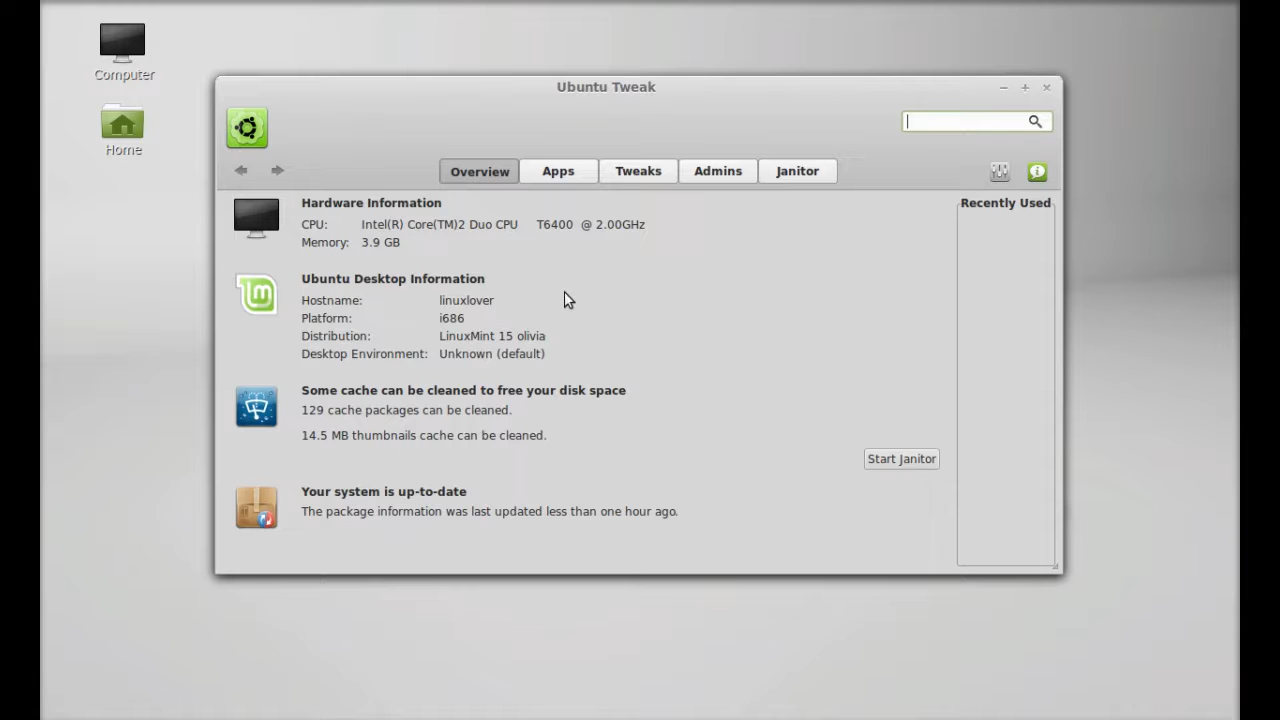 Computer
Home
Ubuntu Tweak
Overview Apps Tweaks Admins Janitor
Hardware Information
CPU: Intel(R) Core(TM)2 Duo CPU T6400 @ 2.00GHz
Memory: 3.9 GB
Ubuntu Desktop Information
Hostname: linuxlover
Platform: i686
Distribution: LinuxMint 15 olivia
Desktop Environment: Unknown (default)
Some cache can be cleaned to free your disk space
129 cache packages can be cleaned.
14.5 MB thumbnails cache can be cleaned.
Start Janitor
Your system is up-to-date
The package information was last updated less than one hour ago.
Recently Used